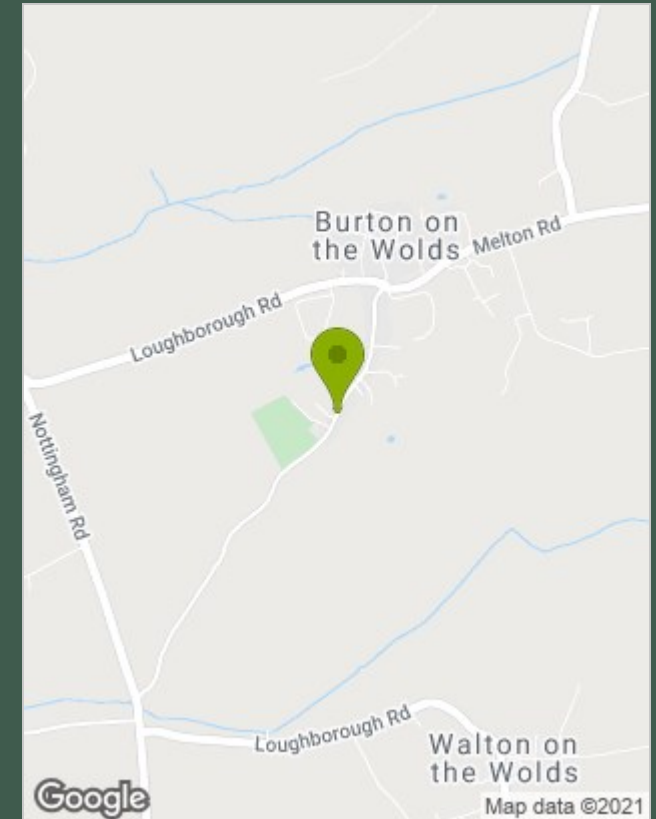 Burton on
the Wolds
Melton Rd
Loughborough Rd
Nottingham Rd
Loughborough Rd
Walton on
the Wolds
Google
Map data ©2021